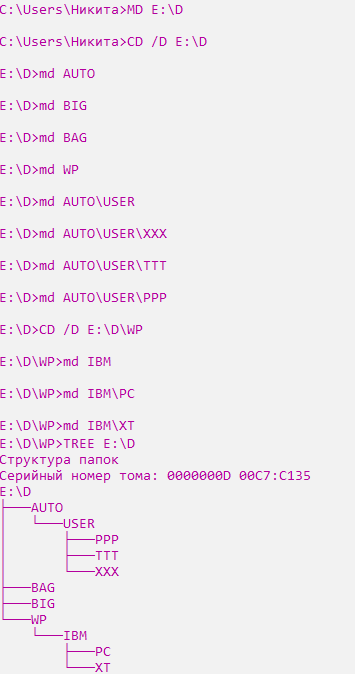 C:\Users\Никита>MD E:\D
C:\Users\Никита>CD /D E:\D
E:\D>md AUTO
E:\D>md BIG
E:\D>md BAG
E:\D>md WP
E:\D>md AUTO\USER
E:\D>md AUTO\USER\XXX
E:\D>md AUTO\USER\TTT
E:\D>md AUTO\USER\PPP
E:\D>CD /D E:\D\WP
E:\D\WP>md IBM
E:\D\WP>md IBM\PC
E:\D\WP>md IBM\XT
E:\D\WP>TREE E:\D
Структура папок
Серийный номер тома: 0000000D 00C7:C135
E:\D
├───AUTO
│   └───USER
│       ├───PPP
│       ├───TTT
│       └───XXX
├───BAG
├───BIG
└───WP
    └───IBM
        ├───PC
        └───XT